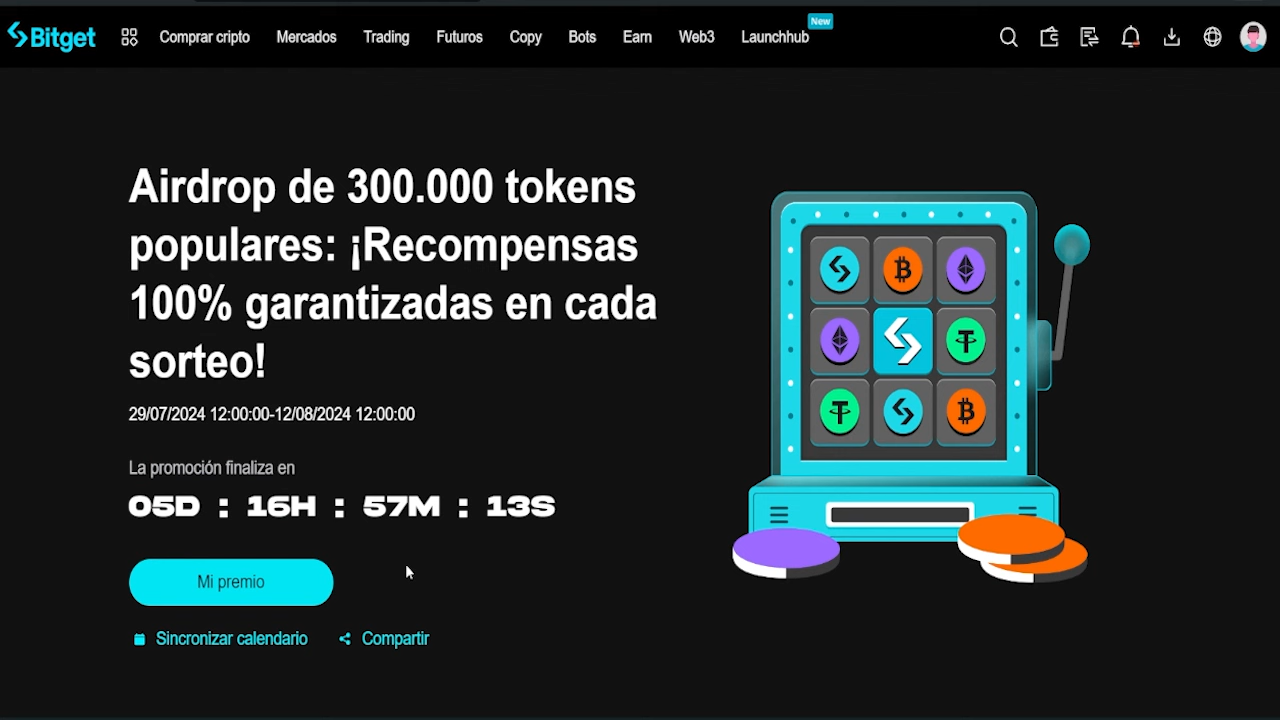 Bitget
Comprar cripto
Mercados
Trading
Futuros
Copy
Bots
Earn
Web3
Launchhub
New
Airdrop de 300.000 tokens
populares: ¡Recompensas
100% garantizadas en cada
sorteo!
29/07/2024 12:00:00-12/08/2024 12:00:00
La promoción finaliza en
05D : 16H : 57M : 13S
Mi premio
Sincronizar calendario
Compartir